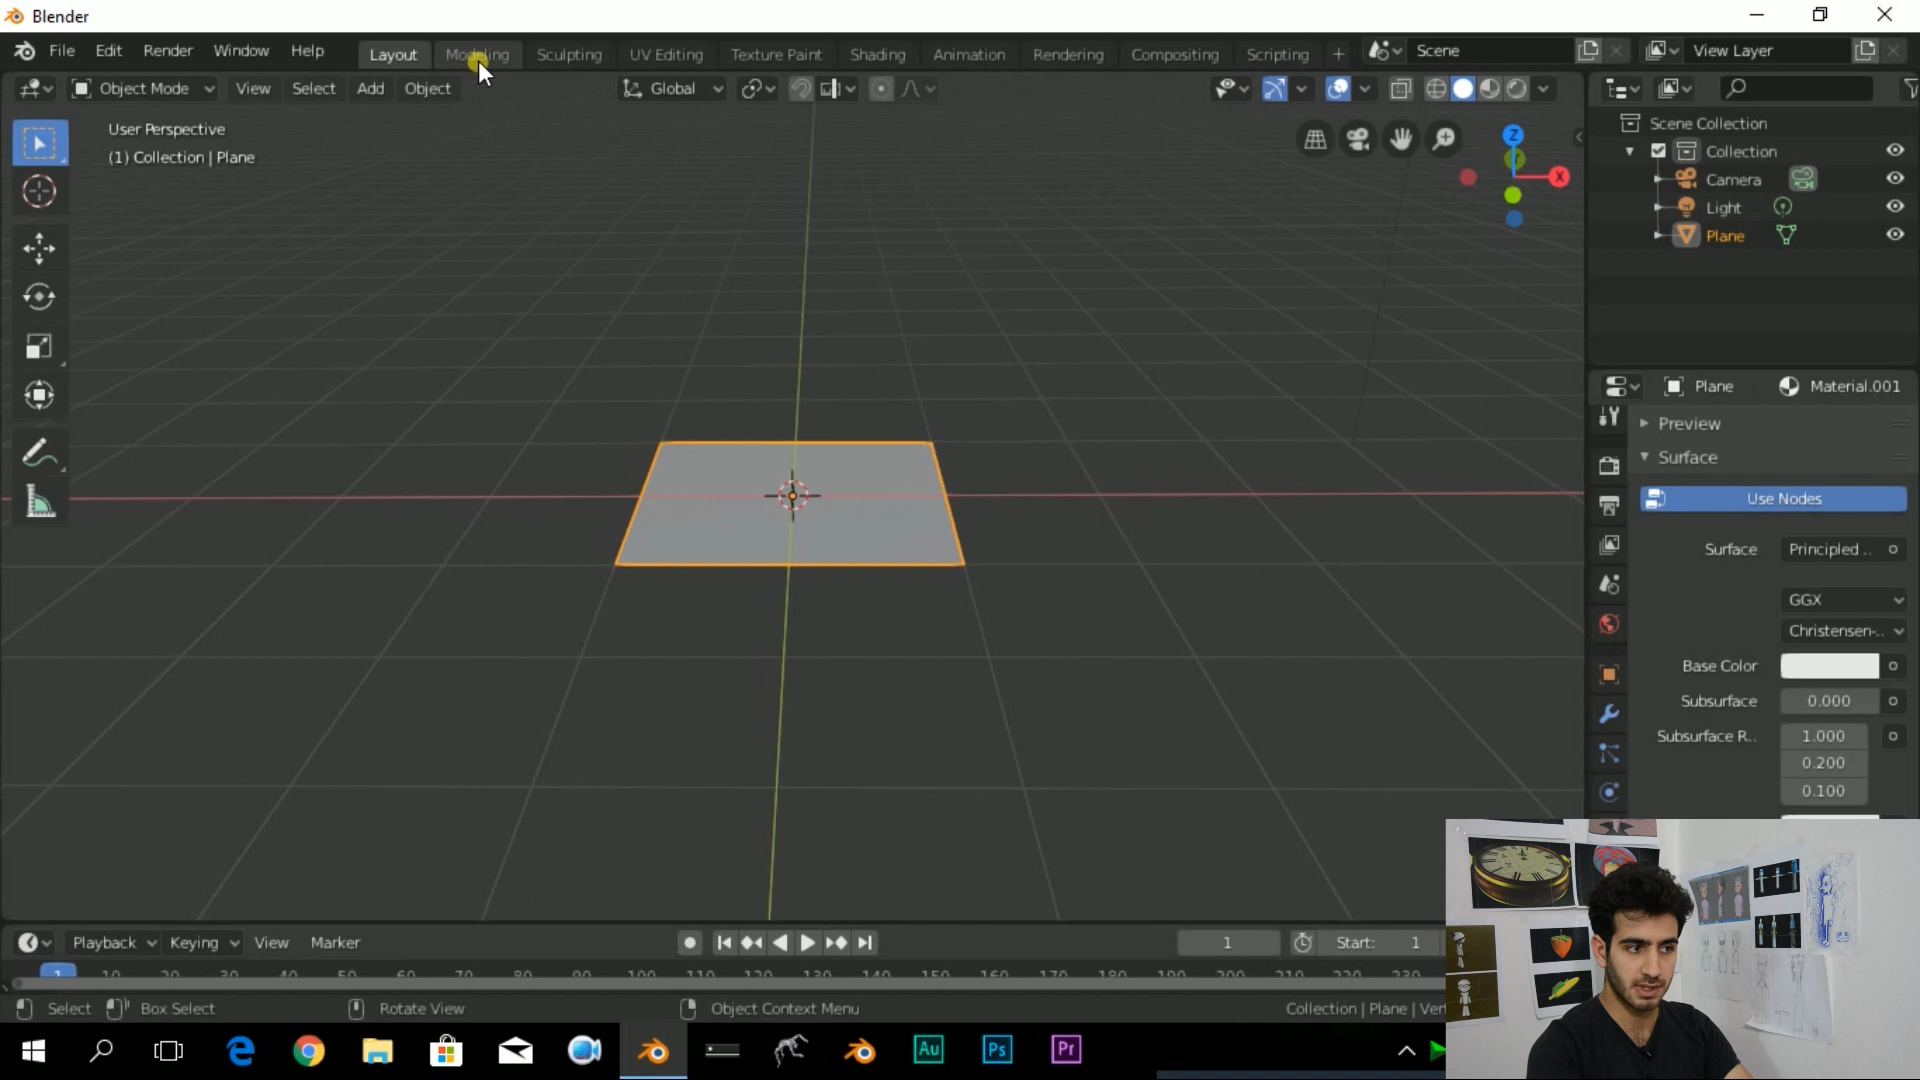 Blender
File Edit Render Window Help Layout Modeling Sculpting UV Editing Texture Paint Shading Animation Rendering Compositing Scripting + Scene View Layer
Object Mode View Select Add Object Global
User Perspective
(1) Collection | Plane
Z
X
Scene Collection
Collection
Camera
Light
Plane
Plane Material.001
Preview
Surface
Use Nodes
Surface Principled ..
GGX
Christensen-..
Base Color
Subsurface 0.000
Subsurface R.. 1.000
0.200
0.100
Playback Keying View Marker 1 Start: 1
1 10 20 30 40 50 60 70 80 90 100 110 120 130 140 150 160 170 180 190 200 210 220 230
Select Box Select Rotate View Object Context Menu Collection | Plane | Ver
Au Ps Pr